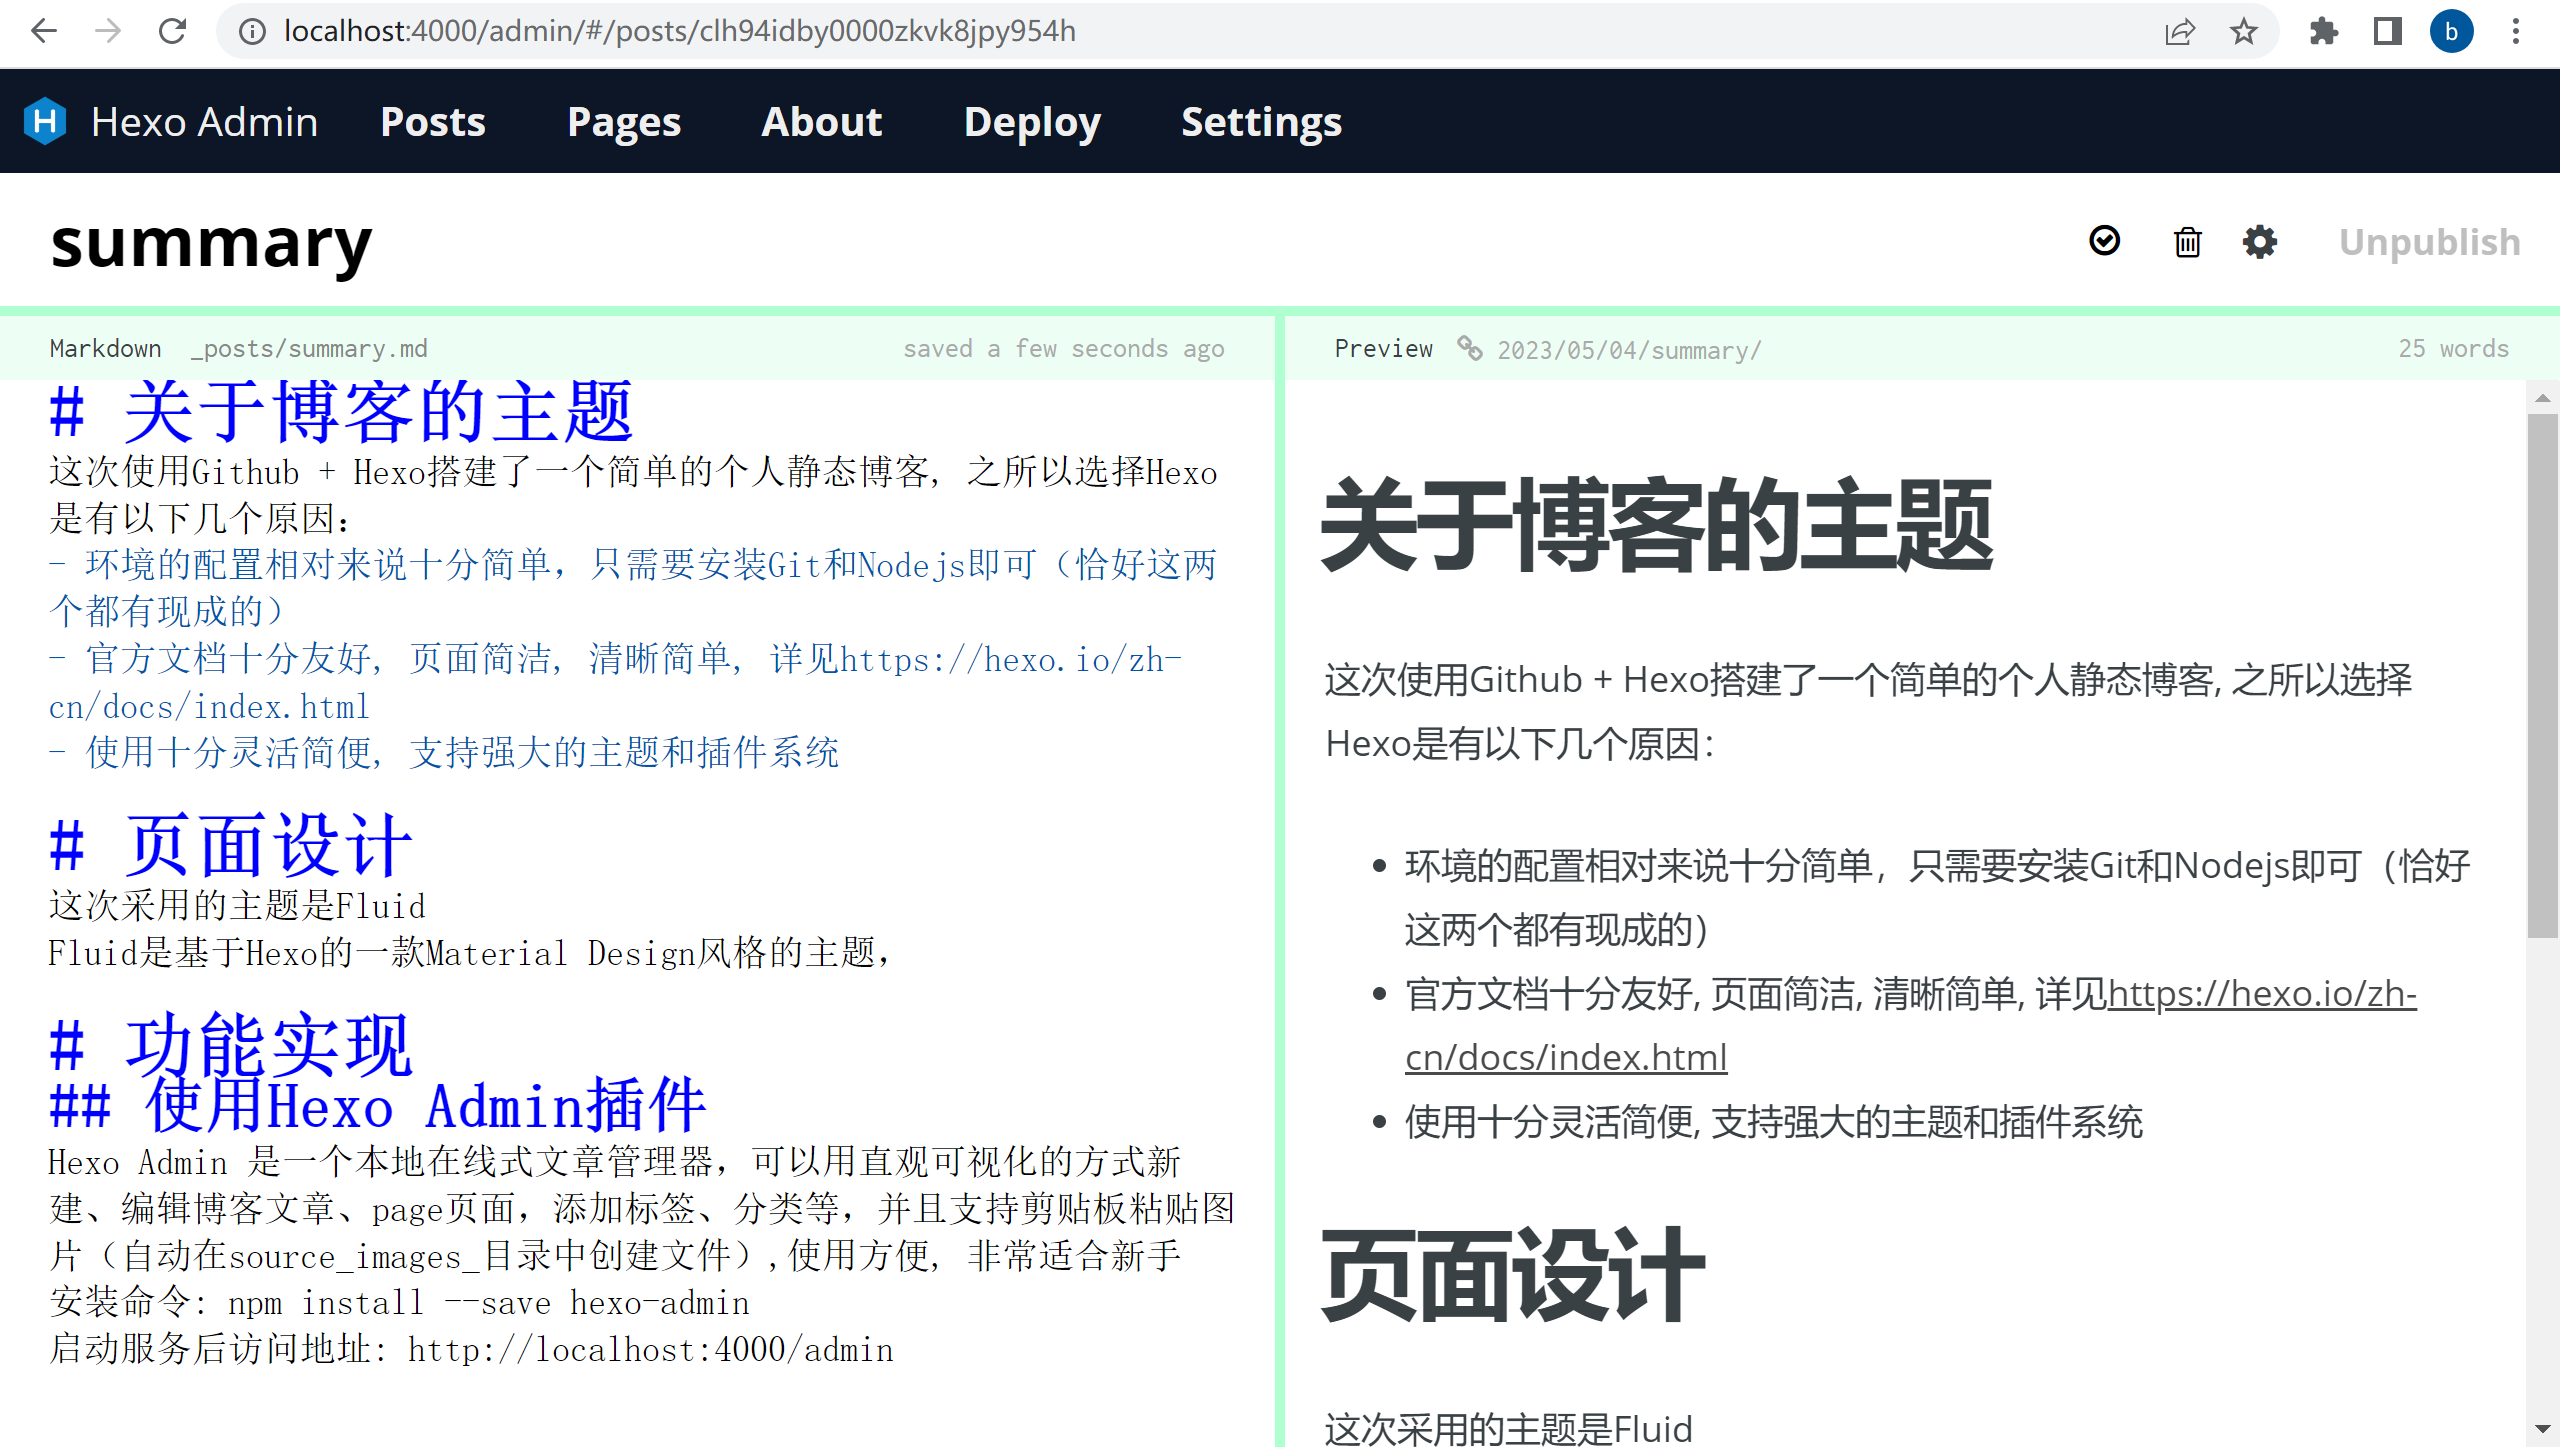 localhost:4000/admin/#/posts/clh94idby0000zkvk8jpy954h
b
H Hexo Admin Posts Pages About Deploy Settings
summary
Unpublish
Markdown _posts/summary.md saved a few seconds ago
# 关于博客的主题
这次使用Github + Hexo搭建了一个简单的个人静态博客, 之所以选择Hexo
是有以下几个原因：
- 环境的配置相对来说十分简单，只需要安装Git和Nodejs即可（恰好这两
个都有现成的）
- 官方文档十分友好, 页面简洁, 清晰简单, 详见https://hexo.io/zh-
cn/docs/index.html
- 使用十分灵活简便, 支持强大的主题和插件系统
# 页面设计
这次采用的主题是Fluid
Fluid是基于Hexo的一款Material Design风格的主题，
# 功能实现
## 使用Hexo Admin插件
Hexo Admin 是一个本地在线式文章管理器，可以用直观可视化的方式新
建、编辑博客文章、page页面，添加标签、分类等，并且支持剪贴板粘贴图
片（自动在source_images_目录中创建文件）,使用方便, 非常适合新手
安装命令: npm install --save hexo-admin
启动服务后访问地址: http://localhost:4000/admin
Preview 2023/05/04/summary/ 25 words
关于博客的主题
这次使用Github + Hexo搭建了一个简单的个人静态博客, 之所以选择
Hexo是有以下几个原因：
环境的配置相对来说十分简单，只需要安装Git和Nodejs即可（恰好
这两个都有现成的）
官方文档十分友好, 页面简洁, 清晰简单, 详见https://hexo.io/zh-
cn/docs/index.html
使用十分灵活简便, 支持强大的主题和插件系统
页面设计
这次采用的主题是Fluid